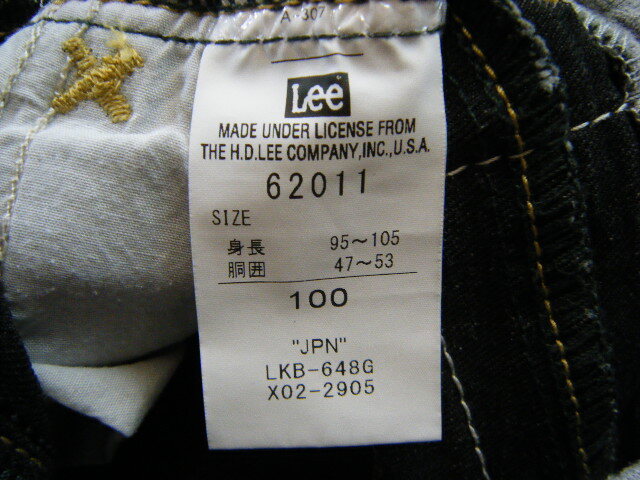 A-307
Lee
MADE UNDER LICENSE FROM
THE H.D.LEE COMPANY,INC.,U.S.A.
62011
SIZE
身長 95～105
胴囲 47～53
100
"JPN"
LKB-648G
X02-2905